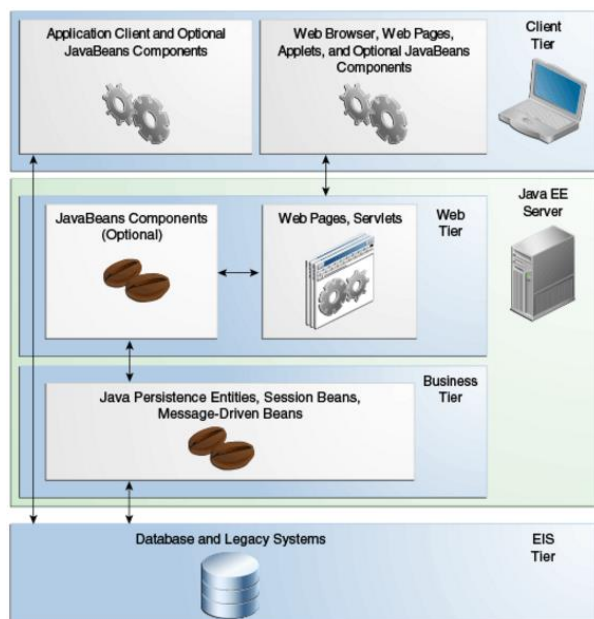 Application Client and Optional
JavaBeans Components
Web Browser, Web Pages,
Applets, and Optional JavaBeans
Components
Client
Tier
JavaBeans Components
(Optional)
Web Pages, Servlets
Web
Tier
Java EE
Server
Java Persistence Entities, Session Beans,
Message-Driven Beans
Business
Tier
Database and Legacy Systems
EIS
Tier